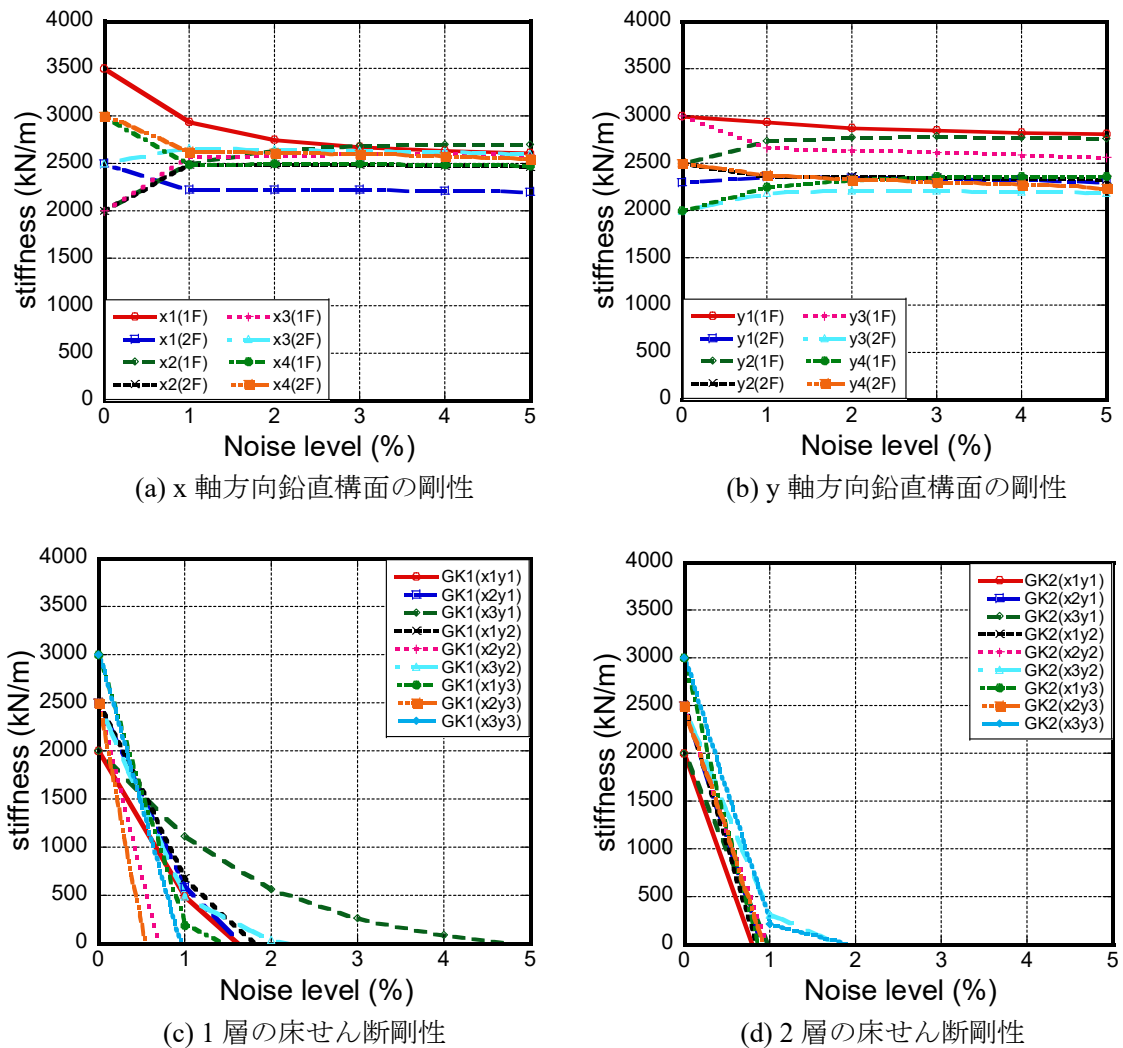 4000
3500
3000
2500
2000
1500
1000
500
0
stiffness (kN/m)
x1(1F)
x1(2F)
x2(1F)
x2(2F)
x3(1F)
x3(2F)
x4(1F)
x4(2F)
0 1 2 3 4 5
Noise level (%)
(a) x 軸方向鉛直構面の剛性
4000
3500
3000
2500
2000
1500
1000
500
0
stiffness (kN/m)
y1(1F)
y1(2F)
y2(1F)
y2(2F)
y3(1F)
y3(2F)
y4(1F)
y4(2F)
0 1 2 3 4 5
Noise level (%)
(b) y 軸方向鉛直構面の剛性
4000
3500
3000
2500
2000
1500
1000
500
0
stiffness (kN/m)
GK1(x1y1)
GK1(x2y1)
GK1(x3y1)
GK1(x1y2)
GK1(x2y2)
GK1(x3y2)
GK1(x1y3)
GK1(x2y3)
GK1(x3y3)
0 1 2 3 4 5
Noise level (%)
(c) 1 層の床せん断剛性
4000
3500
3000
2500
2000
1500
1000
500
0
stiffness (kN/m)
GK2(x1y1)
GK2(x2y1)
GK2(x3y1)
GK2(x1y2)
GK2(x2y2)
GK2(x3y2)
GK2(x1y3)
GK2(x2y3)
GK2(x3y3)
0 1 2 3 4 5
Noise level (%)
(d) 2 層の床せん断剛性